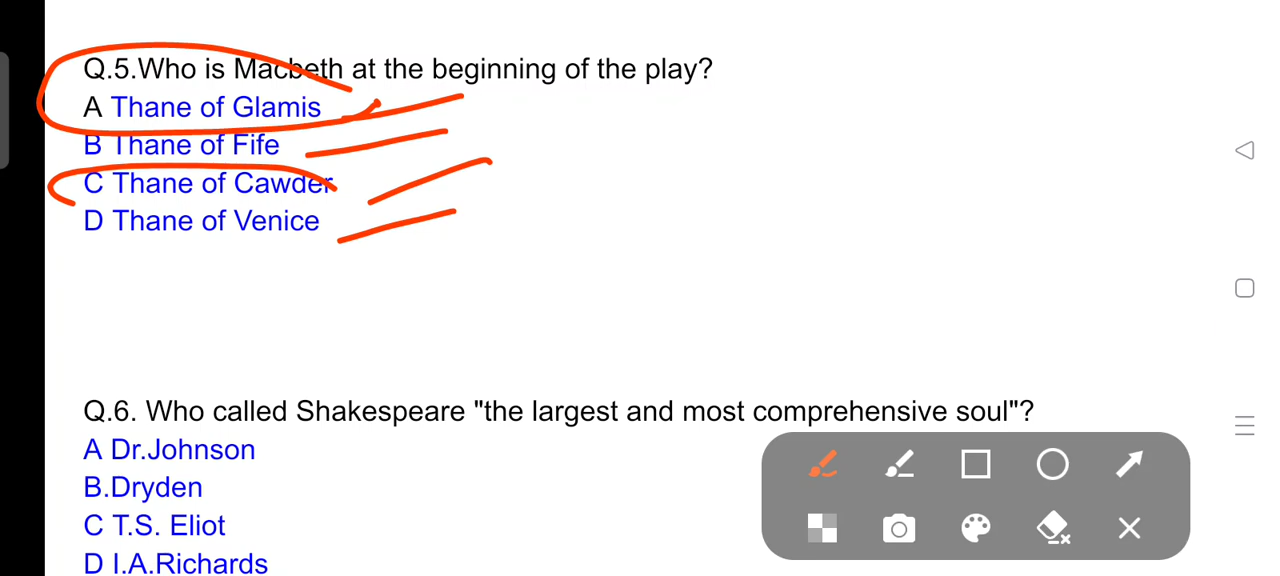 Q.5.Who is Macbeth at the beginning of the play?
A Thane of Glamis
B Thane of Fife
C Thane of Cawder
D Thane of Venice
Q.6. Who called Shakespeare "the largest and most comprehensive soul"?
A Dr.Johnson
B.Dryden
C T.S. Eliot
D I.A.Richards